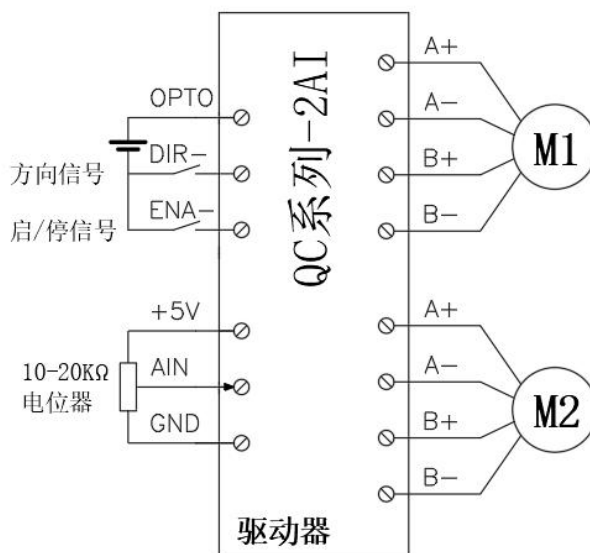 OPTO
DIR-
方向信号
ENA-
启/停信号
+5V
10-20KΩ
AIN
电位器
GND
QC系列-2AI
驱动器
A+
A-
B+
B-
M1
A+
A-
B+
B-
M2